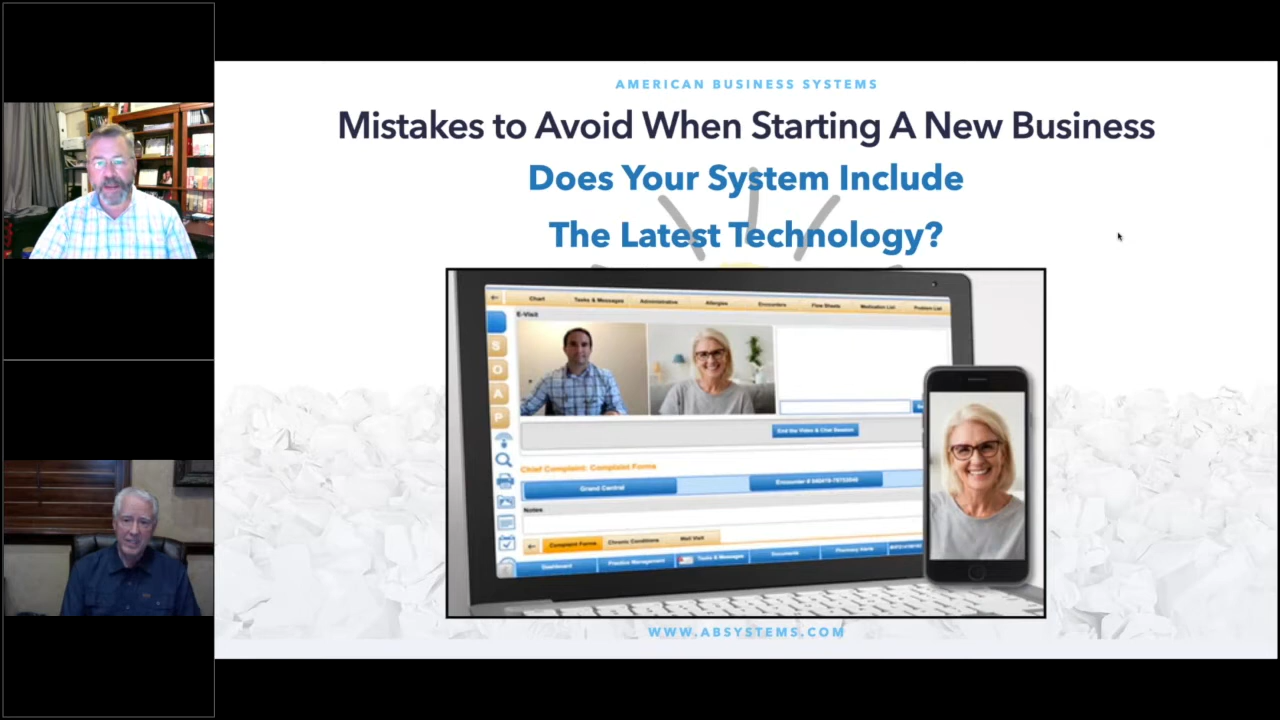 AMERICAN BUSINESS SYSTEMS
Mistakes to Avoid When Starting A New Business
Does Your System Include
The Latest Technology?
Chart Tasks & Messages Administrative Allergies Encounters Flow Sheets Medication List Problem List
E-Visit
S
O
A
P
End the Video & Chat Session
Chief Complaint: Complaint Forms
Grand Central
Notes
Complaint Forms Chronic Conditions Well Visit
Dashboard Practice Management Tasks & Messages Documents Pharmacy Alerts
WWW.ABSYSTEMS.COM